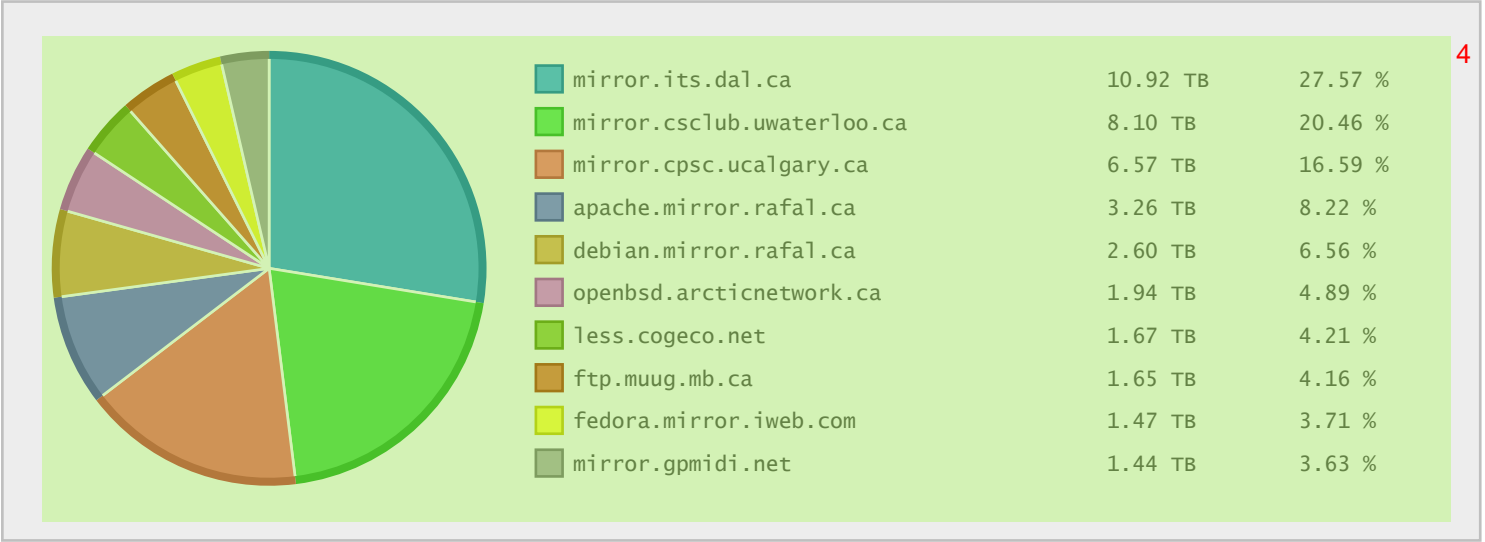 4
mirror.its.dal.ca 10.92 TB 27.57 %
mirror.csclub.uwaterloo.ca 8.10 TB 20.46 %
mirror.cpsc.ucalgary.ca 6.57 TB 16.59 %
apache.mirror.rafal.ca 3.26 TB 8.22 %
debian.mirror.rafal.ca 2.60 TB 6.56 %
openbsd.arcticnetwork.ca 1.94 TB 4.89 %
less.cogeco.net 1.67 TB 4.21 %
ftp.muug.mb.ca 1.65 TB 4.16 %
fedora.mirror.iweb.com 1.47 TB 3.71 %
mirror.gpmidi.net 1.44 TB 3.63 %